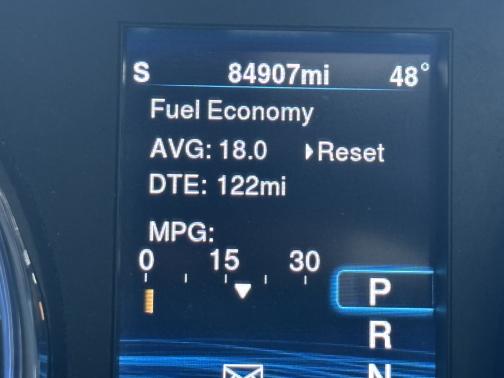 S 84907mi 48°
Fuel Economy
AVG: 18.0 Reset
DTE: 122mi
MPG:
0 15 30
P
R
N